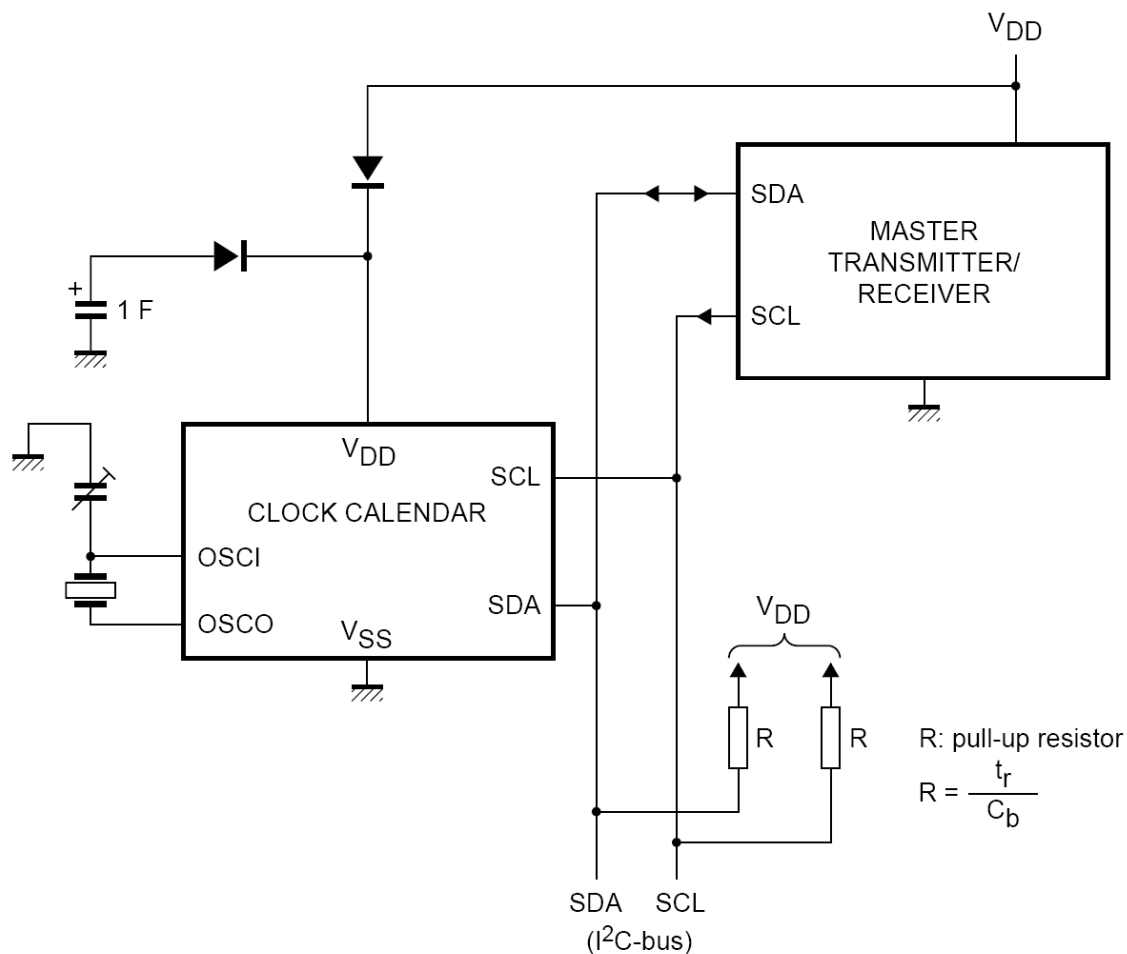 VDD
SDA
MASTER
TRANSMITTER/
RECEIVER
SCL
+
1 F
VDD
SCL
CLOCK CALENDAR
OSCI
SDA
OSCO
VSS
VDD
R
R
R: pull-up resistor
R = tr / Cb
SDA SCL
(I²C-bus)